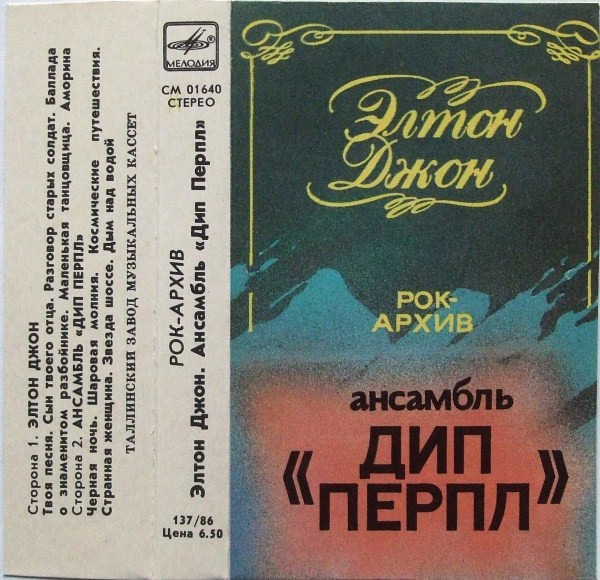 Сторона 1. ЭЛТОН ДЖОН
Твоя песня. Сын твоего отца. Разговор старых солдат. Баллада
о знаменитом разбойнике. Маленькая танцовщица. Аморина
Сторона 2. АНСАМБЛЬ «ДИП ПЕРПЛ»
Черная ночь. Шаровая молния. Космические путешествия.
Странная женщина. Звезда шоссе. Дым над водой
ТАЛЛИНСКИЙ ЗАВОД МУЗЫКАЛЬНЫХ КАССЕТ
МЕЛОДИЯ
СМ 01640
СТЕРЕО
РОК-АРХИВ
Элтон Джон. Ансамбль «Дип Перпл»
137/86
Цена 6.50
Элтон
Джон
РОК-
АРХИВ
ансамбль
«ДИП
ПЕРПЛ»